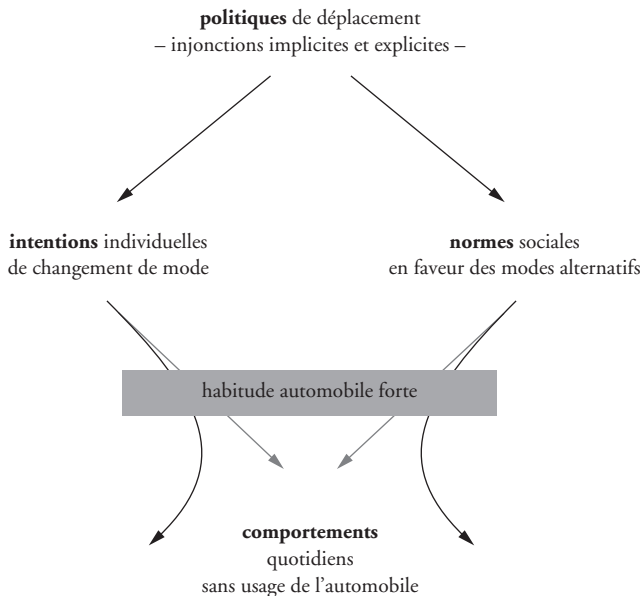 politiques de déplacement
– injonctions implicites et explicites –
intentions individuelles
de changement de mode
normes sociales
en faveur des modes alternatifs
habitude automobile forte
comportements
quotidiens
sans usage de l'automobile